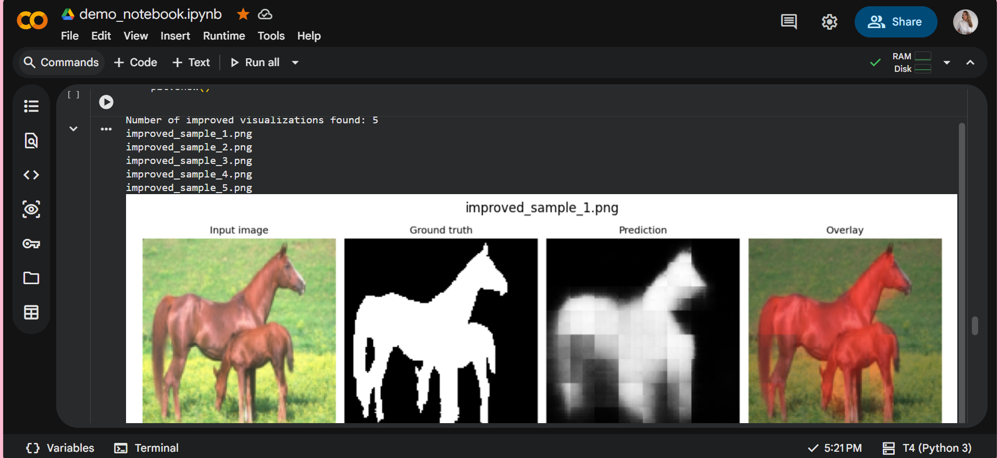 demo_notebook.ipynb
File Edit View Insert Runtime Tools Help
Share
Commands + Code + Text Run all
RAM
Disk
[ ]
Number of improved visualizations found: 5
improved_sample_1.png
improved_sample_2.png
improved_sample_3.png
improved_sample_4.png
improved_sample_5.png
improved_sample_1.png
Input image Ground truth Prediction Overlay
{} Variables Terminal 5:21 PM T4 (Python 3)